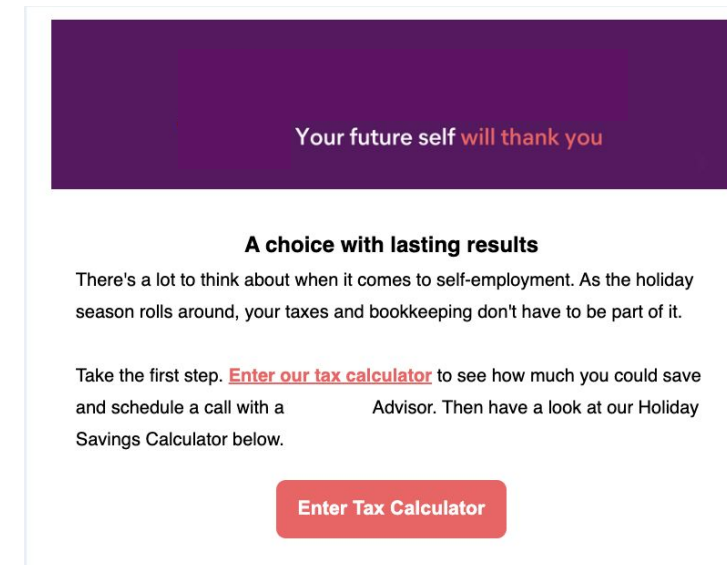 Your future self will thank you
A choice with lasting results
There's a lot to think about when it comes to self-employment. As the holiday
season rolls around, your taxes and bookkeeping don't have to be part of it.
Take the first step. Enter our tax calculator to see how much you could save
and schedule a call with a Advisor. Then have a look at our Holiday
Savings Calculator below.
Enter Tax Calculator